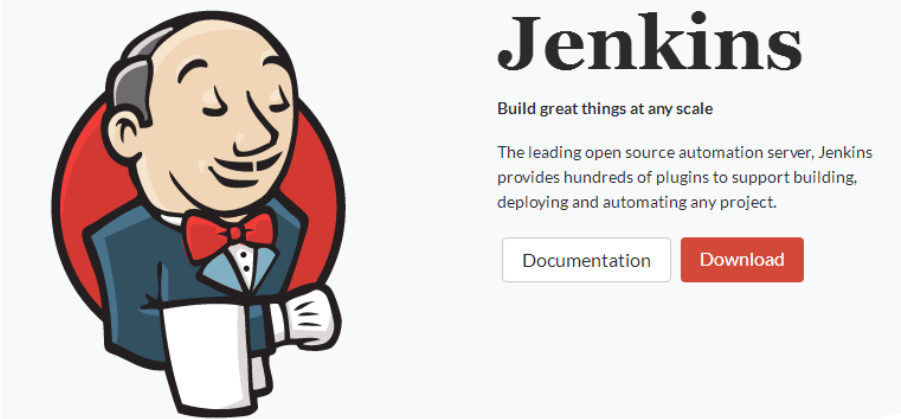 Jenkins
Build great things at any scale
The leading open source automation server, Jenkins
provides hundreds of plugins to support building,
deploying and automating any project.
Documentation
Download